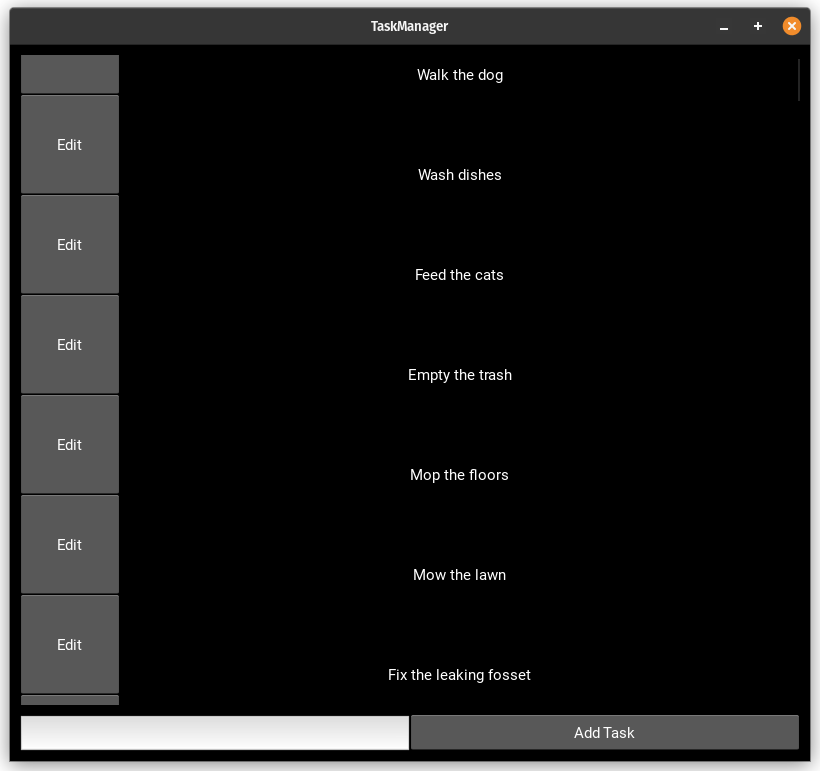 TaskManager
Walk the dog
Edit
Wash dishes
Edit
Feed the cats
Edit
Empty the trash
Edit
Mop the floors
Edit
Mow the lawn
Edit
Fix the leaking fosset
Add Task